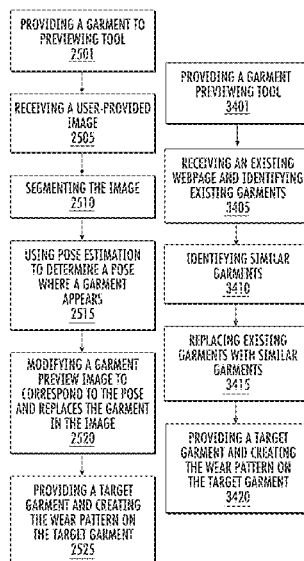 PROVIDING A GARMENT TO
PREVIEWING TOOL
2501
RECEIVING A USER-PROVIDED
IMAGE
2505
SEGMENTING THE IMAGE
2510
USING POSE ESTIMATION
TO DETERMINE A POSE
WHERE A GARMENT
APPEARS
2515
MODIFYING A GARMENT
PREVIEW IMAGE TO
CORRESPOND TO THE POSE
AND REPLACES THE GARMENT
IN THE IMAGE
2520
PROVIDING A TARGET
GARMENT AND CREATING
THE WEAR PATTERN ON
THE TARGET GARMENT
2525
PROVIDING A GARMENT
PREVIEWING TOOL
3401
RECEIVING AN EXISTING
WEBPAGE AND IDENTIFYING
EXISTING GARMENTS
3405
IDENTIFYING SIMILAR
GARMENTS
3410
REPLACING EXISTING
GARMENTS WITH SIMILAR
GARMENTS
3415
PROVIDING A TARGET
GARMENT AND CREATING
THE WEAR PATTERN ON
THE TARGET GARMENT
3420